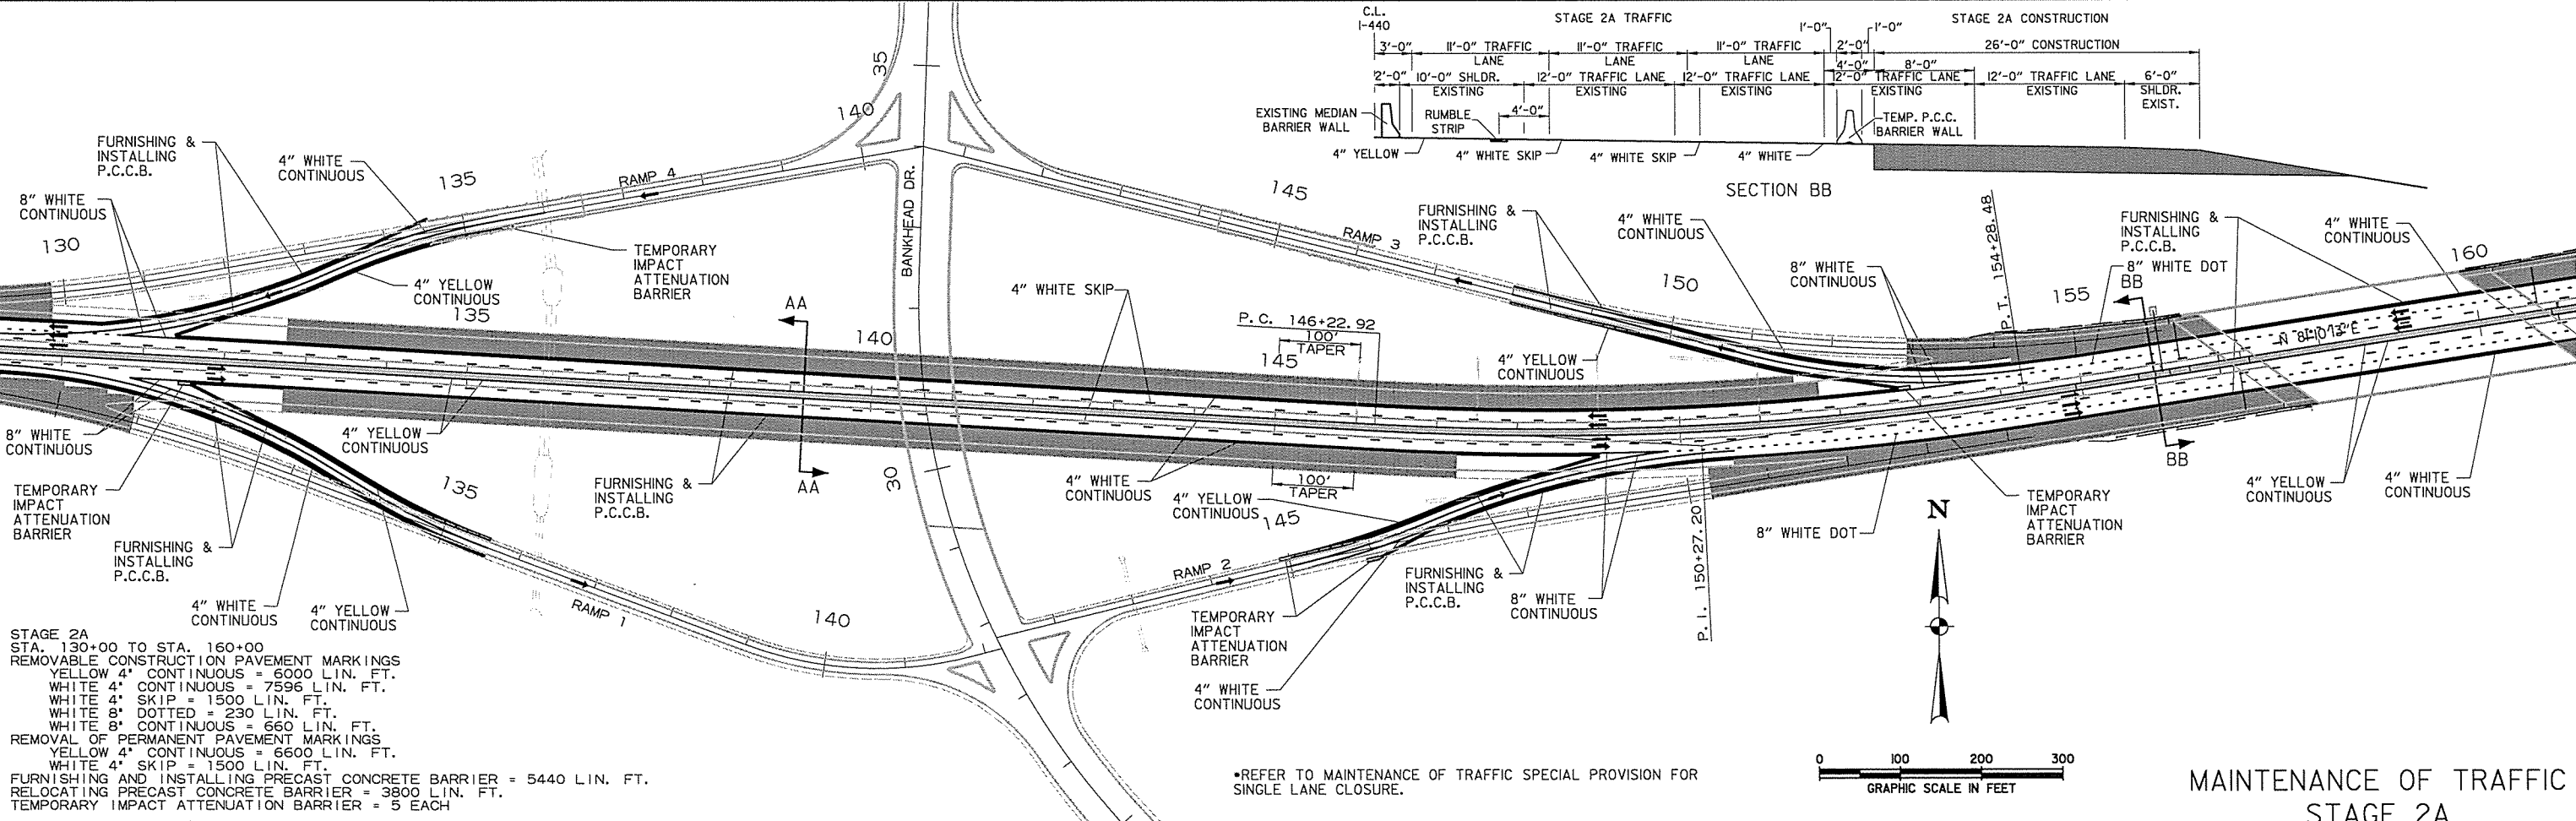 C.L.
I-440
STAGE 2A TRAFFIC
STAGE 2A CONSTRUCTION
1'-0"
1'-0"
3'-0"
11'-0" TRAFFIC
LANE
11'-0" TRAFFIC
LANE
11'-0" TRAFFIC
LANE
2'-0"
26'-0" CONSTRUCTION
4'-0"
8'-0"
2'-0"
10'-0" SHLDR.
EXISTING
12'-0" TRAFFIC LANE
EXISTING
12'-0" TRAFFIC LANE
EXISTING
12'-0" TRAFFIC LANE
EXISTING
12'-0" TRAFFIC LANE
EXISTING
6'-0"
SHLDR.
EXIST.
EXISTING MEDIAN
BARRIER WALL
RUMBLE
STRIP
4'-0"
TEMP. P.C.C.
BARRIER WALL
4" YELLOW
4" WHITE SKIP
4" WHITE SKIP
4" WHITE
SECTION BB
35
140
FURNISHING &
INSTALLING
P.C.C.B.
4" WHITE
CONTINUOUS
135
RAMP 4
8" WHITE
CONTINUOUS
130
BANKHEAD DR.
TEMPORARY
IMPACT
ATTENUATION
BARRIER
4" YELLOW
CONTINUOUS
135
AA
140
4" WHITE SKIP
145
RAMP 3
FURNISHING &
INSTALLING
P.C.C.B.
4" WHITE
CONTINUOUS
150
8" WHITE
CONTINUOUS
P.T. 154+28.48
FURNISHING &
INSTALLING
P.C.C.B.
4" WHITE
CONTINUOUS
160
8" WHITE DOT
BB
155
P.C. 146+22.92
100'
TAPER
145
4" YELLOW
CONTINUOUS
8" WHITE
CONTINUOUS
4" YELLOW
CONTINUOUS
TEMPORARY
IMPACT
ATTENUATION
BARRIER
135
FURNISHING &
INSTALLING
P.C.C.B.
AA
30
4" WHITE
CONTINUOUS
100'
TAPER
4" YELLOW
CONTINUOUS
145
BB
4" YELLOW
CONTINUOUS
4" WHITE
CONTINUOUS
TEMPORARY
IMPACT
ATTENUATION
BARRIER
8" WHITE DOT
P.I. 150+27.20
N
FURNISHING &
INSTALLING
P.C.C.B.
4" WHITE
CONTINUOUS
4" YELLOW
CONTINUOUS
RAMP 1
140
RAMP 2
TEMPORARY
IMPACT
ATTENUATION
BARRIER
FURNISHING &
INSTALLING
P.C.C.B.
8" WHITE
CONTINUOUS
4" WHITE
CONTINUOUS
STAGE 2A
STA. 130+00 TO STA. 160+00
REMOVABLE CONSTRUCTION PAVEMENT MARKINGS
YELLOW 4" CONTINUOUS = 6000 LIN. FT.
WHITE 4" CONTINUOUS = 7596 LIN. FT.
WHITE 4" SKIP = 1500 LIN. FT.
WHITE 8" DOTTED = 230 LIN. FT.
WHITE 8" CONTINUOUS = 660 LIN. FT.
REMOVAL OF PERMANENT PAVEMENT MARKINGS
YELLOW 4" CONTINUOUS = 6600 LIN. FT.
WHITE 4" SKIP = 1500 LIN. FT.
FURNISHING AND INSTALLING PRECAST CONCRETE BARRIER = 5440 LIN. FT.
RELOCATING PRECAST CONCRETE BARRIER = 3800 LIN. FT.
TEMPORARY IMPACT ATTENUATION BARRIER = 5 EACH
•REFER TO MAINTENANCE OF TRAFFIC SPECIAL PROVISION FOR
SINGLE LANE CLOSURE.
0 100 200 300
GRAPHIC SCALE IN FEET
MAINTENANCE OF TRAFFIC
STAGE 2A